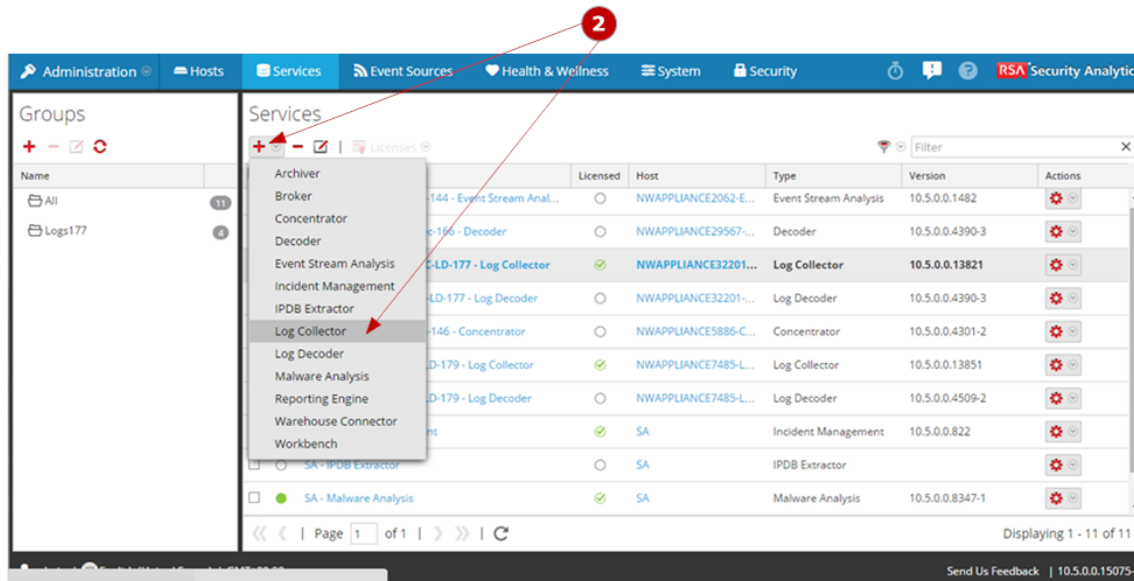 2
Administration Hosts Services Event Sources Health & Wellness System Security RSA Security Analytic
Groups
Services
Licenses
Filter
Name
Licensed Host Type Version Actions
All 11
Logs177 4
Archiver
Broker
Concentrator
Decoder
Event Stream Analysis
Incident Management
IPDB Extractor
Log Collector
Log Decoder
Malware Analysis
Reporting Engine
Warehouse Connector
Workbench
-144 - Event Stream Anal... NWAPPLIANCE2062-E... Event Stream Analysis 10.5.0.0.1482
-166 - Decoder NWAPPLIANCE29567-... Decoder 10.5.0.0.4390-3
-LD-177 - Log Collector NWAPPLIANCE32201... Log Collector 10.5.0.0.13821
-LD-177 - Log Decoder NWAPPLIANCE32201-... Log Decoder 10.5.0.0.4390-3
-146 - Concentrator NWAPPLIANCE5886-C... Concentrator 10.5.0.0.4301-2
LD-179 - Log Collector NWAPPLIANCE7485-L... Log Collector 10.5.0.0.13851
LD-179 - Log Decoder NWAPPLIANCE7485-L... Log Decoder 10.5.0.0.4509-2
nt SA Incident Management 10.5.0.0.822
SA - IPDB Extractor SA IPDB Extractor
SA - Malware Analysis SA Malware Analysis 10.5.0.0.8347-1
Page 1 of 1
Displaying 1 - 11 of 11
Send Us Feedback | 10.5.0.0.15075-